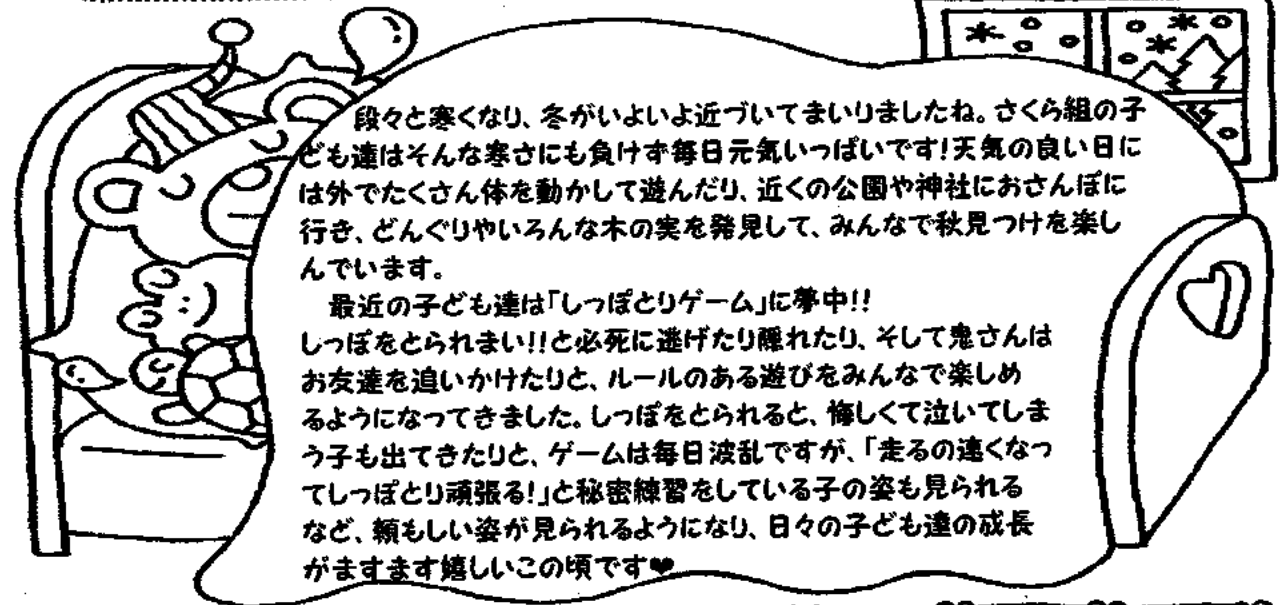 段々と寒くなり、冬がいよいよ近づいてまいりましたね。さくら組の子
ども達はそんな寒さにも負けず毎日元気いっぱいです!天気の良い日に
は外でたくさん体を動かして遊んだり、近くの公園や神社におさんぽに
行き、どんぐりやいろんな木の実を発見して、みんなで秋見つけを楽し
んでいます。
最近の子ども達は「しっぽとりゲーム」に夢中!!
しっぽをとられまい!!と必死に逃げたり隠れたり、そして鬼さんは
お友達を追いかけたりと、ルールのある遊びをみんなで楽しめ
るようになってきました。しっぽをとられると、悔しくて泣いてしま
う子も出てきたりと、ゲームは毎日波乱ですが、「走るの速くなっ
てしっぽとり頑張る!」と秘密練習をしている子の姿も見られる
など、頼もしい姿が見られるようになり、日々の子ども達の成長
がますます嬉しいこの頃です❤